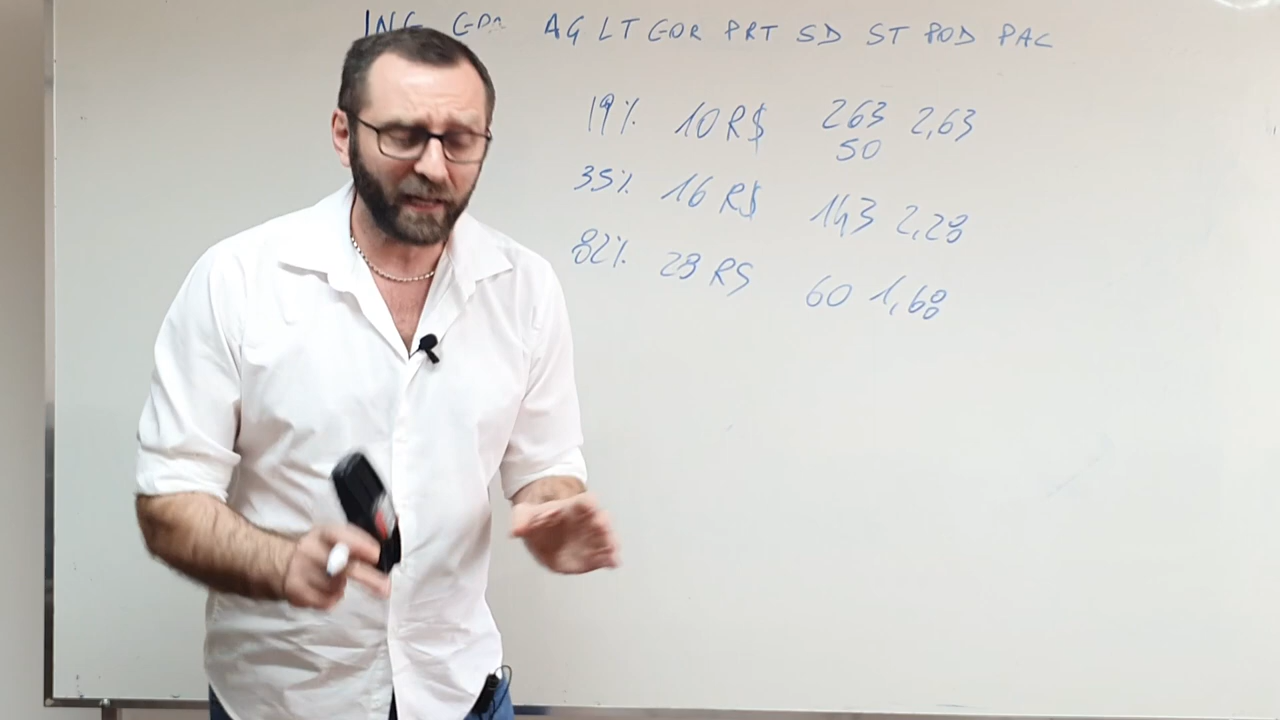 ING GDA AG LT GOR PRT SD ST POD PAC
19% 10 R$ 263 2,63
50
35% 16 R$ 143 2,28
82% 28 R$ 60 1,68